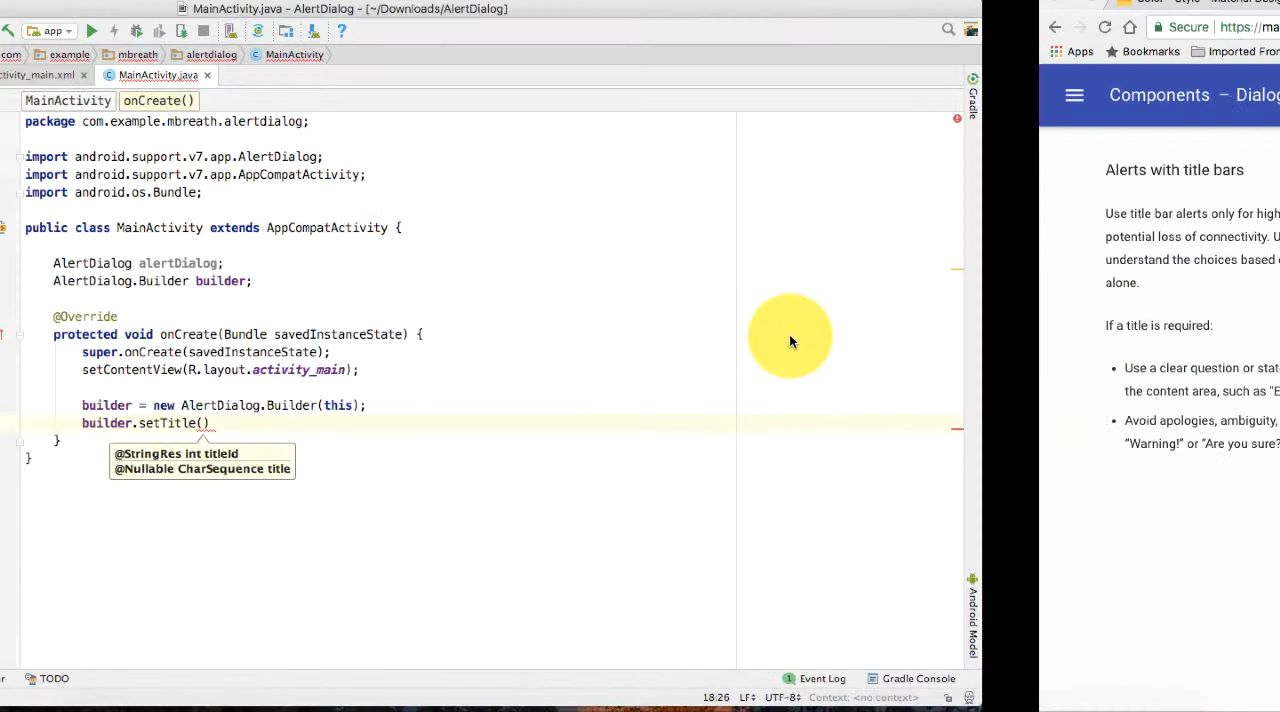 MainActivity.java - AlertDialog - [~/Downloads/AlertDialog]
app
com example mbreath alertdialog MainActivity
ctivity_main.xml MainActivity.java
MainActivity onCreate()
package com.example.mbreath.alertdialog;
import android.support.v7.app.AlertDialog;
import android.support.v7.app.AppCompatActivity;
import android.os.Bundle;
public class MainActivity extends AppCompatActivity {
AlertDialog alertDialog;
AlertDialog.Builder builder;
@Override
protected void onCreate(Bundle savedInstanceState) {
super.onCreate(savedInstanceState);
setContentView(R.layout.activity_main);
builder = new AlertDialog.Builder(this);
builder.setTitle()
}
@StringRes int titleId
@Nullable CharSequence title
}
Gradle
Android Model
TODO
Event Log
Gradle Console
18:26 LF UTF-8 Context: <no context>
Secure https://ma
Apps Bookmarks Imported Fron
Components – Dialog
Alerts with title bars
Use title bar alerts only for high
potential loss of connectivity. U
understand the choices based
alone.
If a title is required:
• Use a clear question or state
the content area, such as "E
• Avoid apologies, ambiguity,
"Warning!" or "Are you sure?